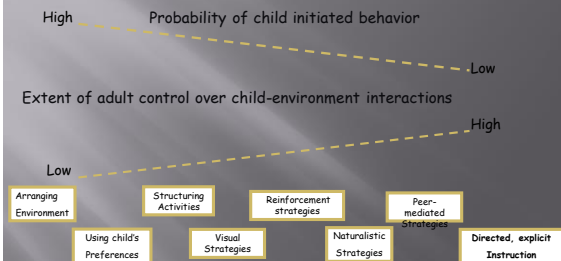 High
Probability of child initiated behavior
Low
Extent of adult control over child-environment interactions
High
Low
Arranging
Environment
Structuring
Activities
Reinforcement
strategies
Peer-
mediated
Strategies
Using child's
Preferences
Visual
Strategies
Naturalistic
Strategies
Directed, explicit
Instruction